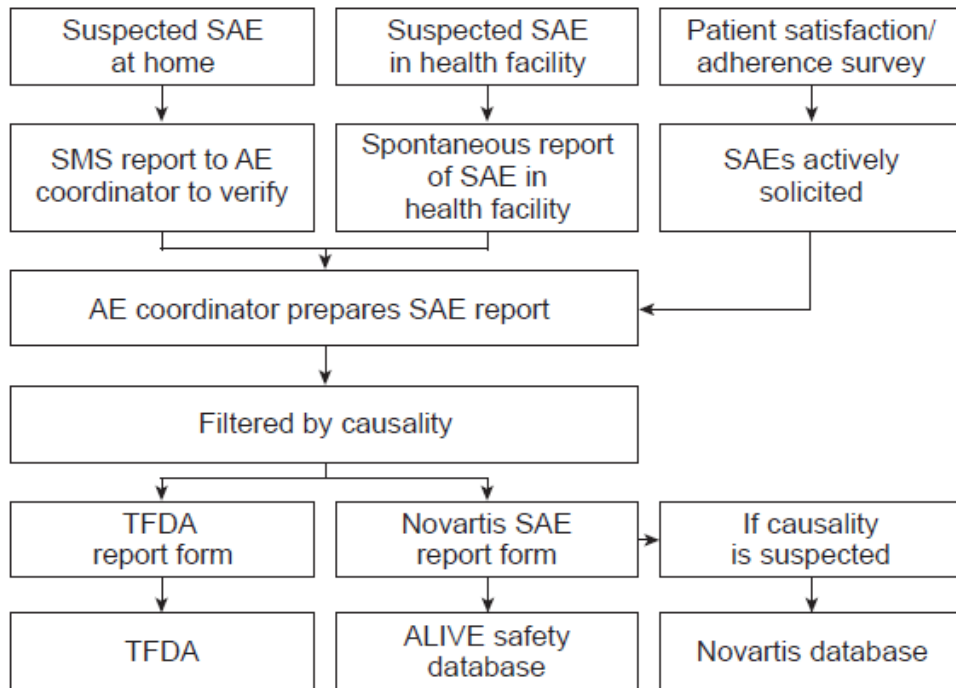 Suspected SAE
at home
Suspected SAE
in health facility
Patient satisfaction/
adherence survey
SMS report to AE
coordinator to verify
Spontaneous report
of SAE in
health facility
SAEs actively
solicited
AE coordinator prepares SAE report
Filtered by causality
TFDA
report form
Novartis SAE
report form
If causality
is suspected
TFDA
ALIVE safety
database
Novartis database